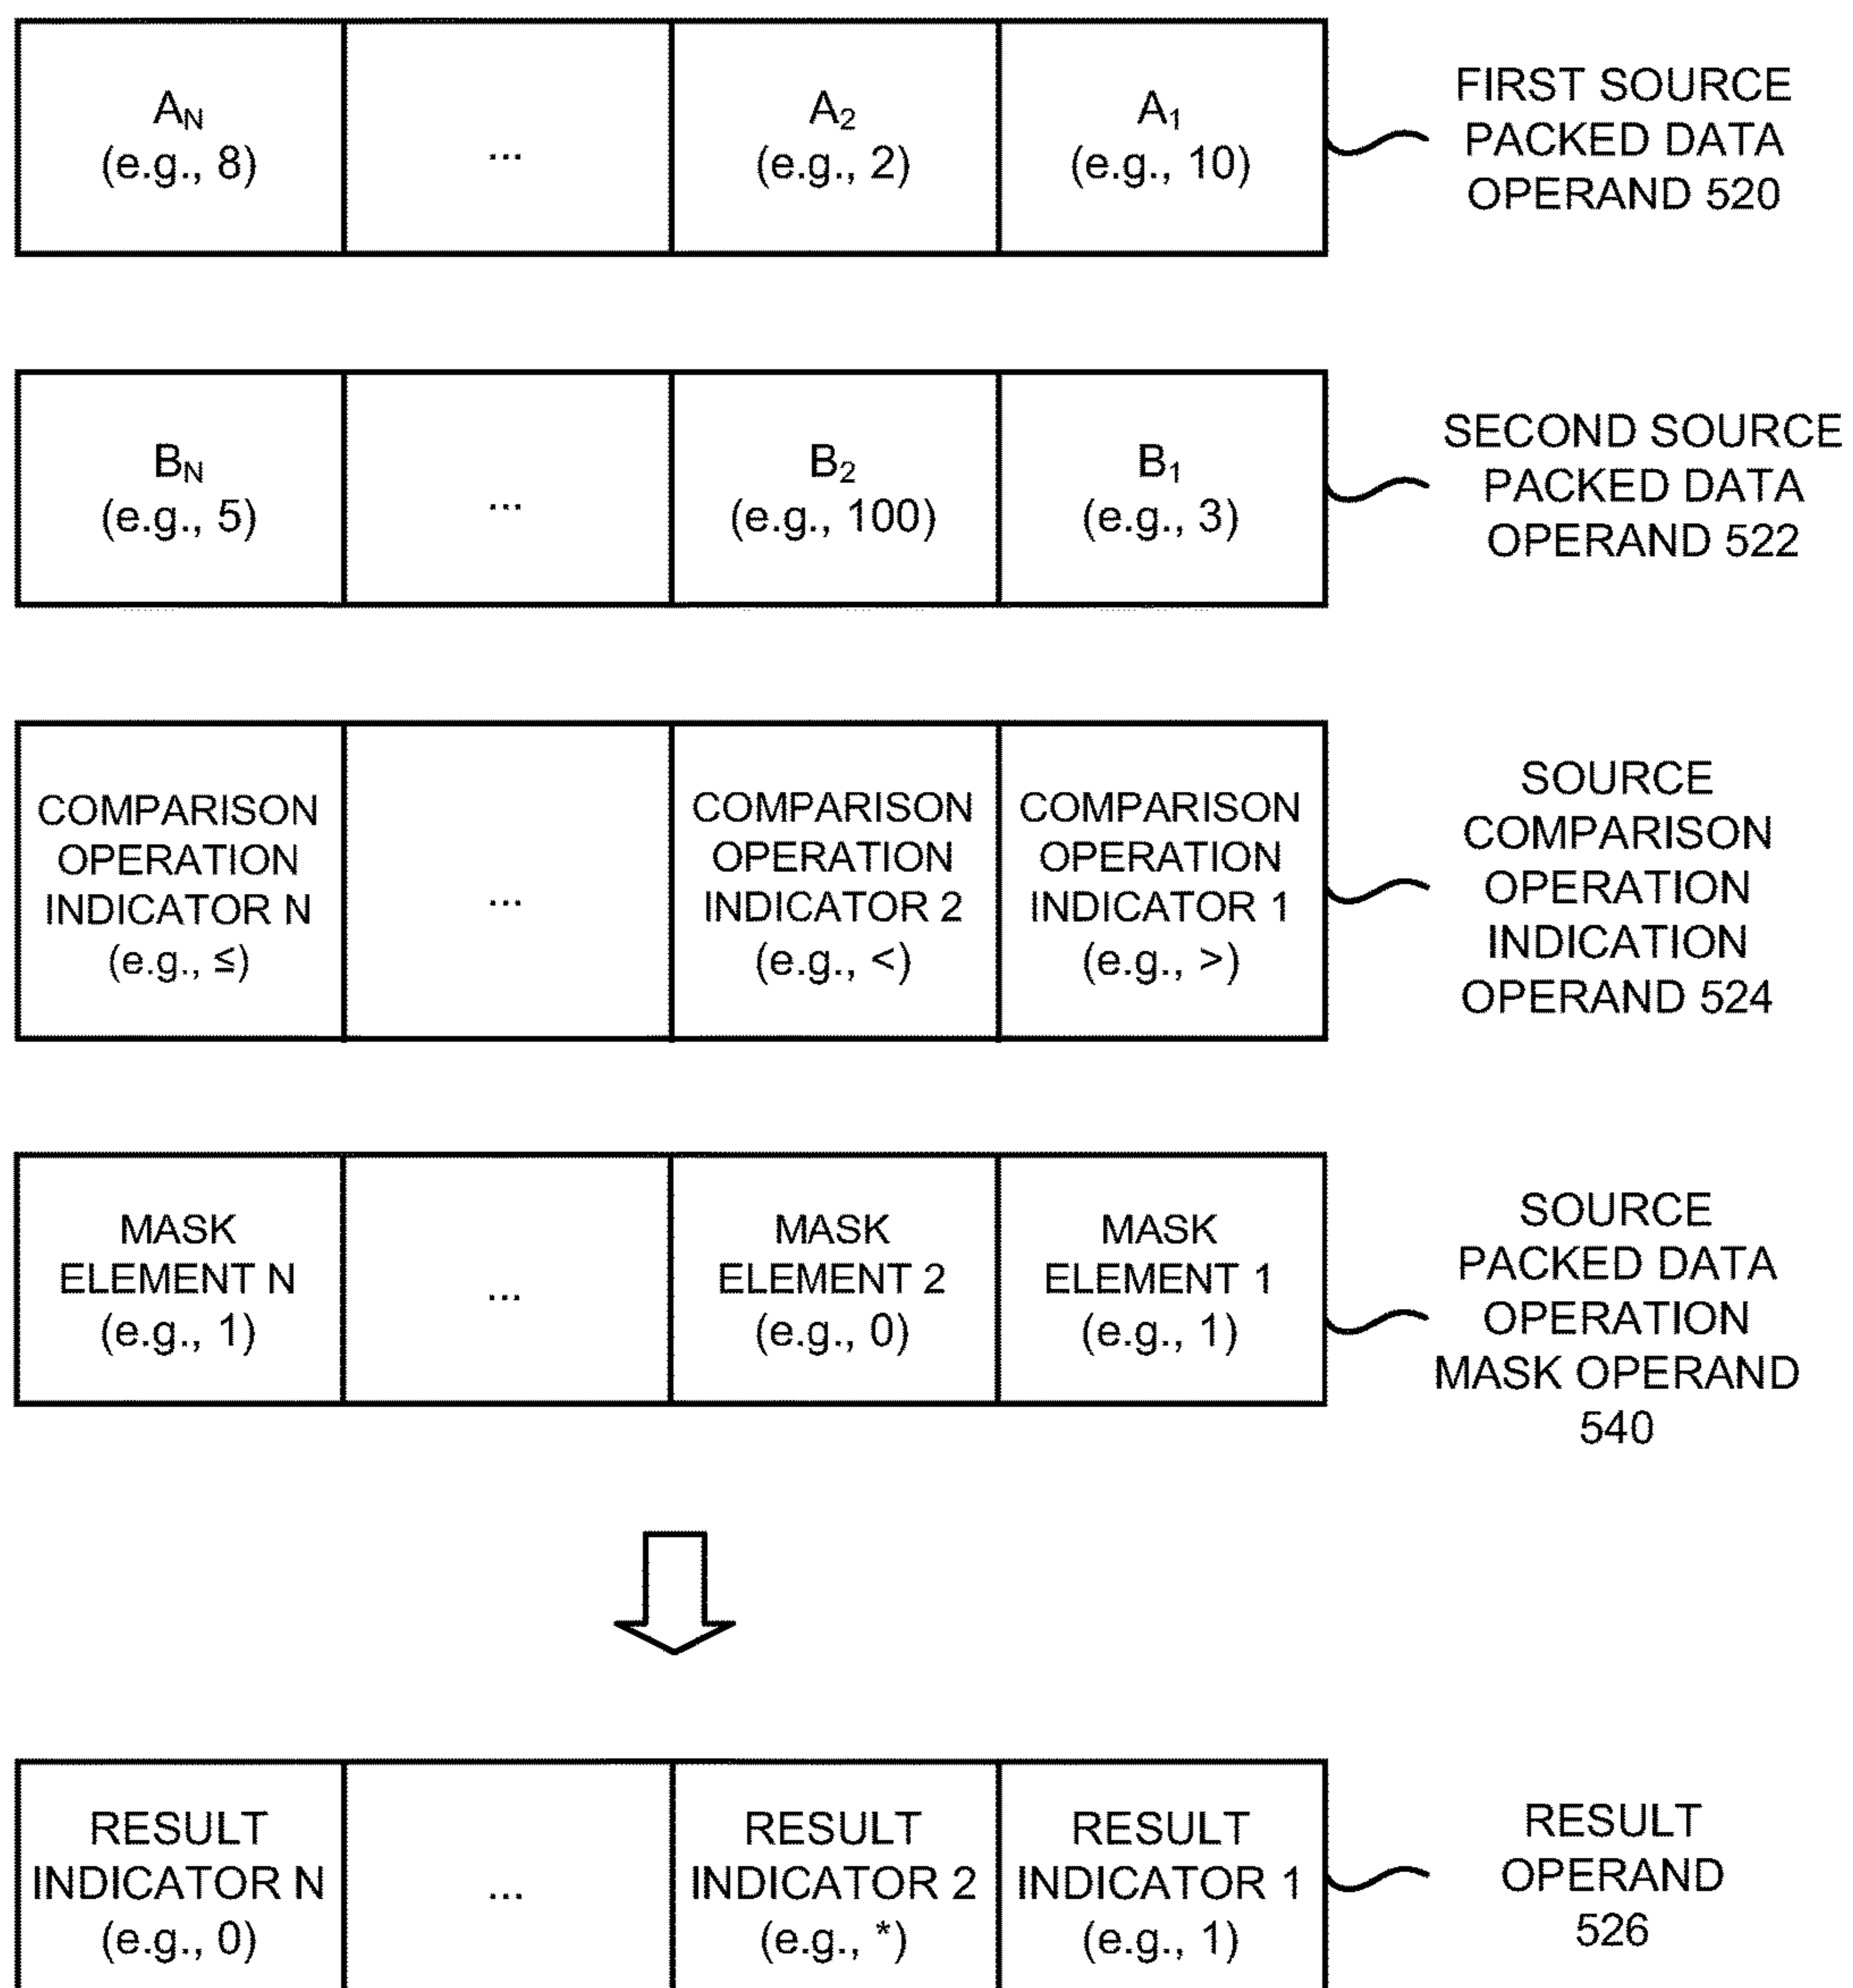 A_N
(e.g., 8)
...
A_2
(e.g., 2)
A_1
(e.g., 10)
FIRST SOURCE
PACKED DATA
OPERAND 520
B_N
(e.g., 5)
...
B_2
(e.g., 100)
B_1
(e.g., 3)
SECOND SOURCE
PACKED DATA
OPERAND 522
COMPARISON
OPERATION
INDICATOR N
(e.g., ≤)
...
COMPARISON
OPERATION
INDICATOR 2
(e.g., <)
COMPARISON
OPERATION
INDICATOR 1
(e.g., >)
SOURCE
COMPARISON
OPERATION
INDICATION
OPERAND 524
MASK
ELEMENT N
(e.g., 1)
...
MASK
ELEMENT 2
(e.g., 0)
MASK
ELEMENT 1
(e.g., 1)
SOURCE
PACKED DATA
OPERATION
MASK OPERAND
540
RESULT
INDICATOR N
(e.g., 0)
...
RESULT
INDICATOR 2
(e.g., *)
RESULT
INDICATOR 1
(e.g., 1)
RESULT
OPERAND
526